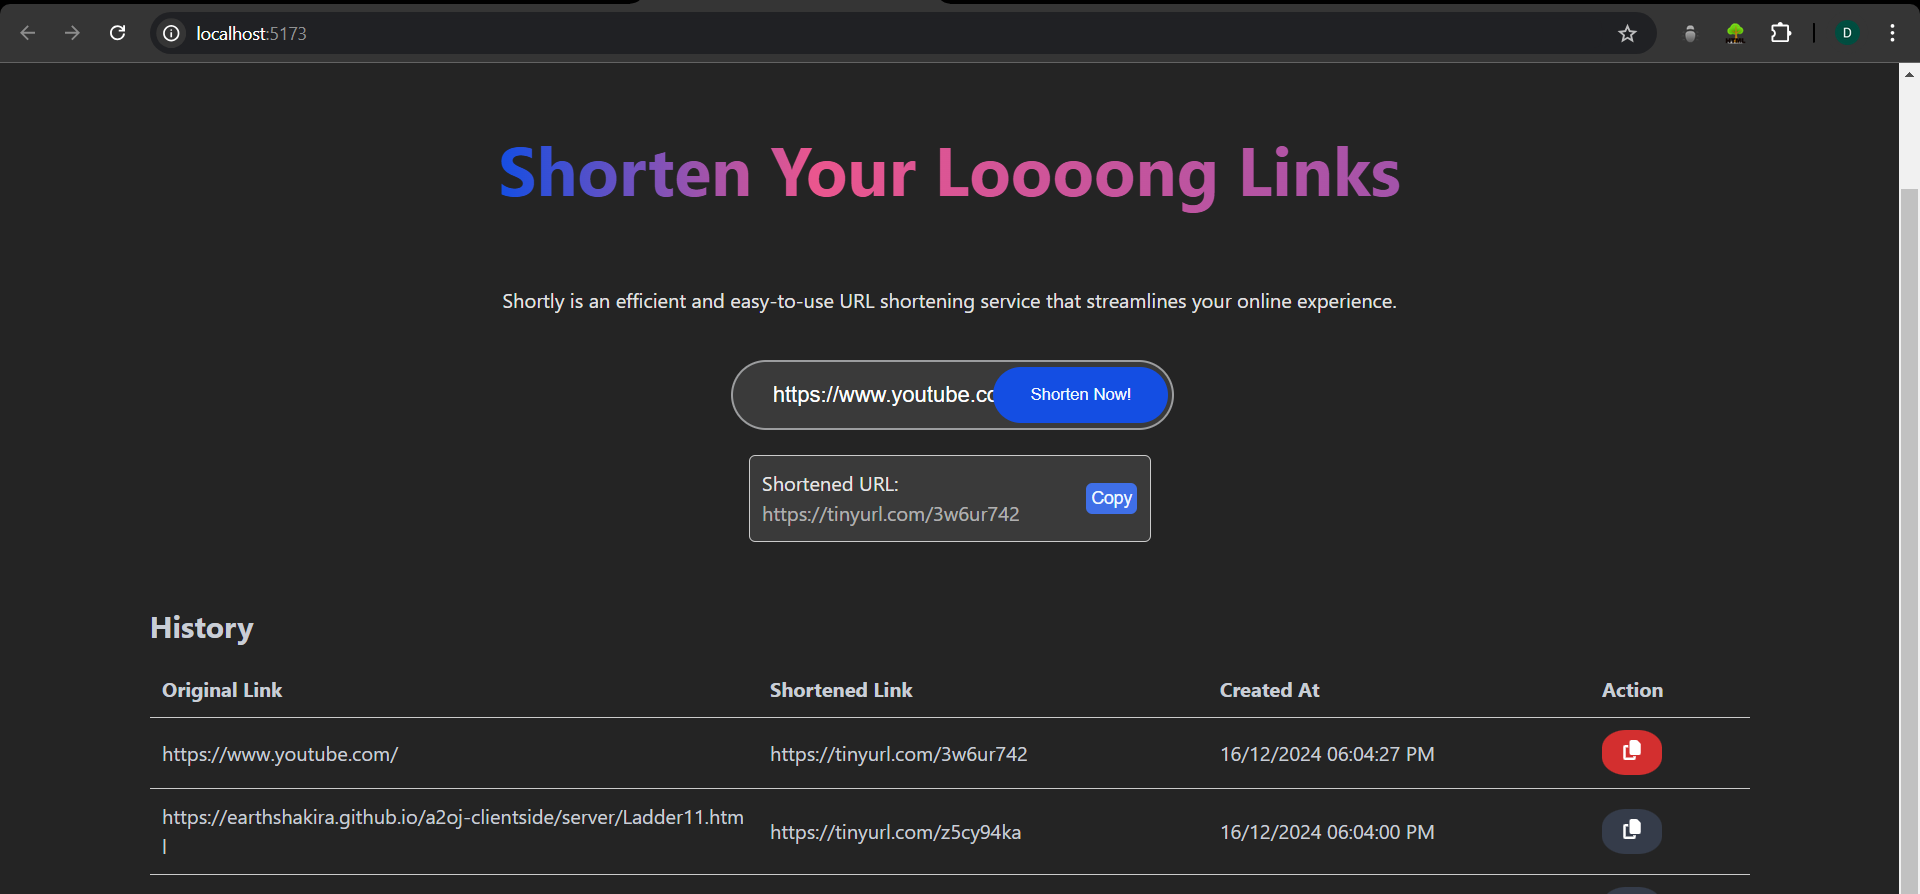 localhost:5173
D
Shorten Your Loooong Links
Shortly is an efficient and easy-to-use URL shortening service that streamlines your online experience.
https://www.youtube.co
Shorten Now!
Shortened URL:
https://tinyurl.com/3w6ur742
Copy
History
Original Link Shortened Link Created At Action
https://www.youtube.com/ https://tinyurl.com/3w6ur742 16/12/2024 06:04:27 PM
https://earthshakira.github.io/a2oj-clientside/server/Ladder11.htm
l
https://tinyurl.com/z5cy94ka 16/12/2024 06:04:00 PM